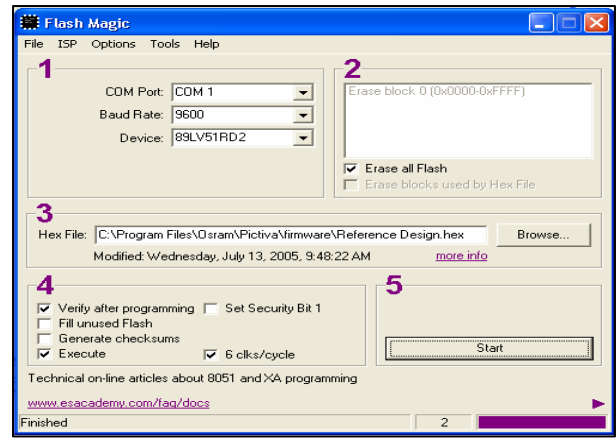 Flash Magic
File ISP Options Tools Help
1
COM Port: COM 1
Baud Rate: 9600
Device: 89LV51RD2
2
Erase block 0 (0x0000-0xFFFF)
Erase all Flash
Erase blocks used by Hex File
3
Hex File: C:\Program Files\Osram\Pictiva\firmware\Reference Design.hex Browse...
Modified: Wednesday, July 13, 2005, 9:48:22 AM more info
4
Verify after programming Set Security Bit 1
Fill unused Flash
Generate checksums
Execute 6 clks/cycle
5
Start
Technical on-line articles about 8051 and XA programming
www.esacademy.com/faq/docs
Finished 2